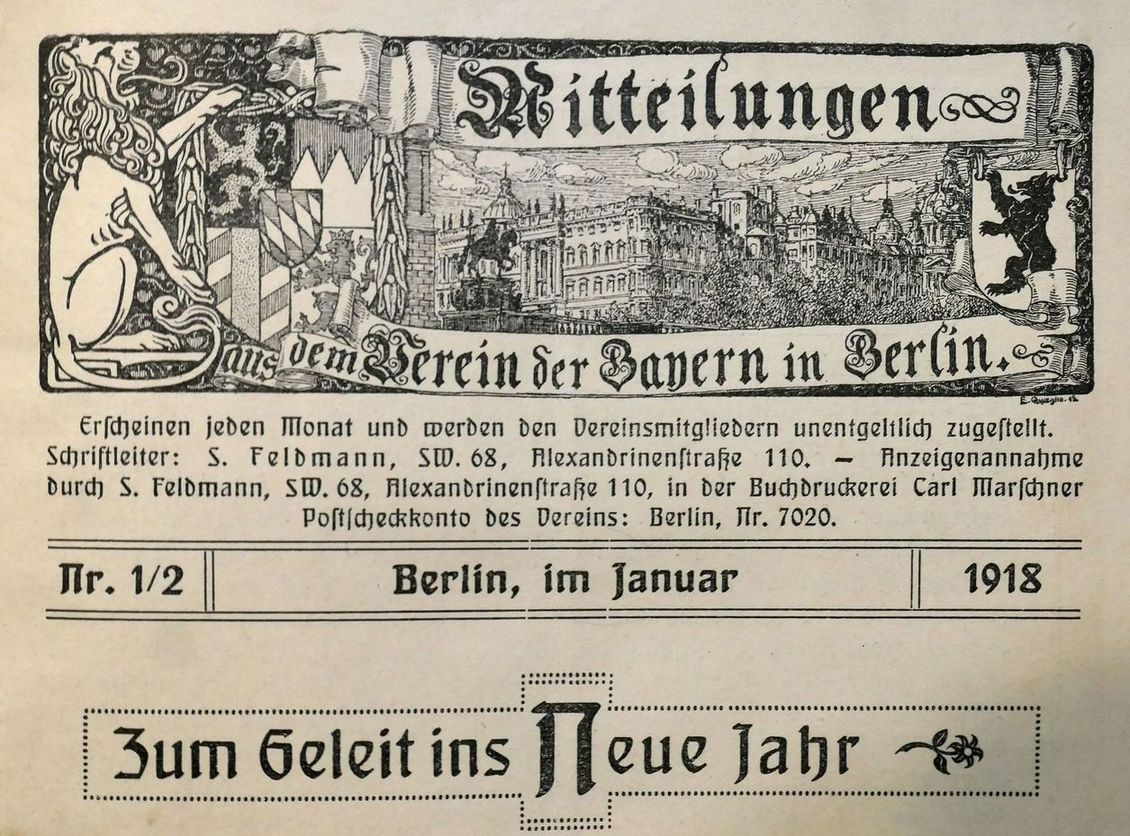 Mitteilungen
aus dem Verein der Bayern in Berlin.
Erscheinen jeden Monat und werden den Vereinsmitgliedern unentgeltlich zugestellt.
Schriftleiter: S. Feldmann, SW. 68, Alexandrinenstraße 110. — Anzeigenannahme
durch S. Feldmann, SW. 68, Alexandrinenstraße 110, in der Buchdruckerei Carl Marschner
Postscheckkonto des Vereins: Berlin, Nr. 7020.
Nr. 1/2 Berlin, im Januar 1918
Zum Geleit ins Neue Jahr